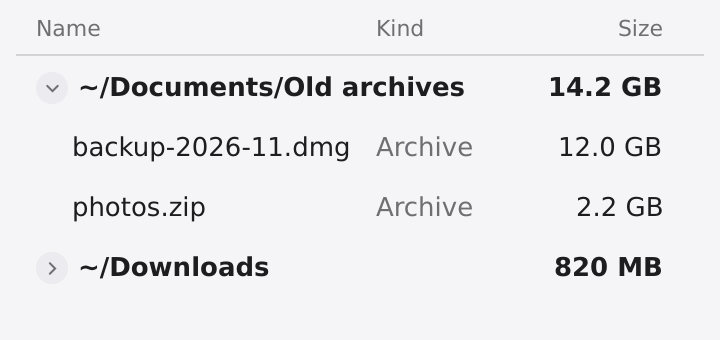 Name Kind Size
~/Documents/Old archives 14.2 GB
backup-2026-11.dmg Archive 12.0 GB
photos.zip Archive 2.2 GB
~/Downloads 820 MB